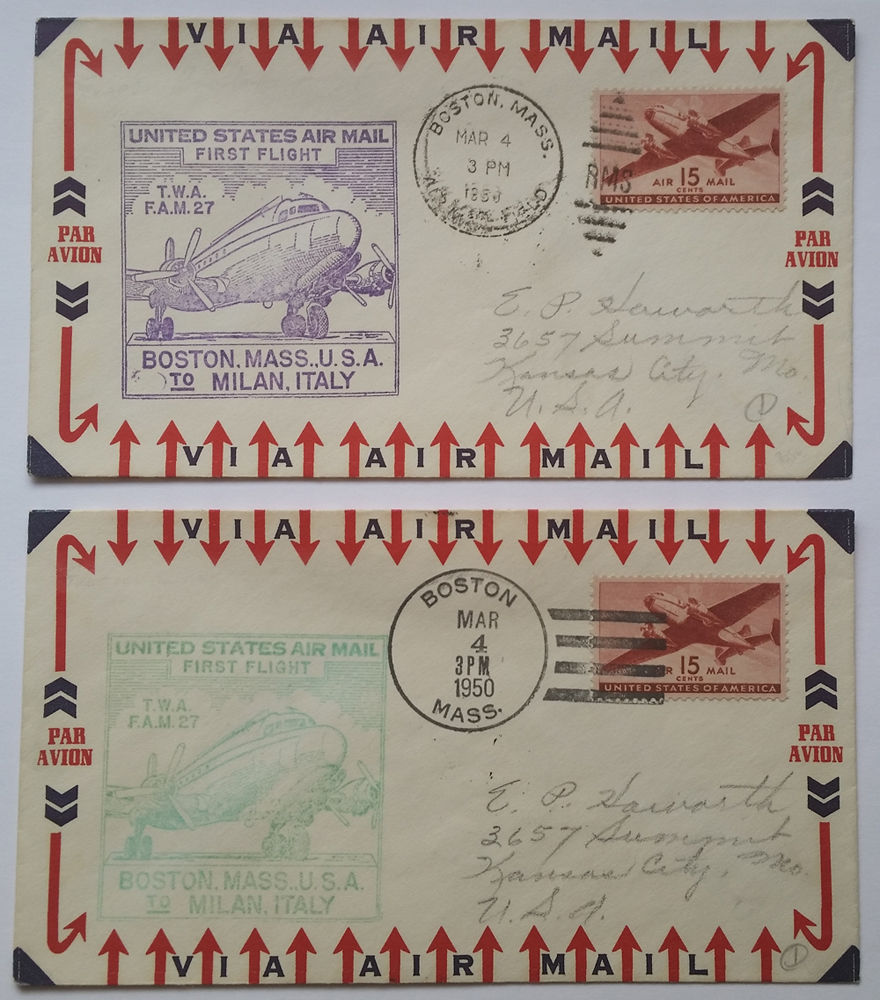 VIA AIR MAIL
PAR
AVION
UNITED STATES AIR MAIL
FIRST FLIGHT
T.W.A.
F.A.M. 27
BOSTON, MASS., U.S.A.
TO MILAN, ITALY
BOSTON, MASS.
MAR 4
3 PM
1950
FIELD
RMS
AIR 15 MAIL
CENTS
UNITED STATES OF AMERICA
PAR
AVION
E. P. Haworth
3657 Summit
Kansas City, Mo.
U. S. A.
1
VIA AIR MAIL
VIA AIR MAIL
PAR
AVION
UNITED STATES AIR MAIL
FIRST FLIGHT
T.W.A.
F.A.M. 27
BOSTON, MASS., U.S.A.
TO MILAN, ITALY
BOSTON
MAR
4
3 PM
1950
MASS.
15 MAIL
CENTS
UNITED STATES OF AMERICA
PAR
AVION
E. P. Haworth
3657 Summit
Kansas City, Mo.
U. S. A.
1
VIA AIR MAIL